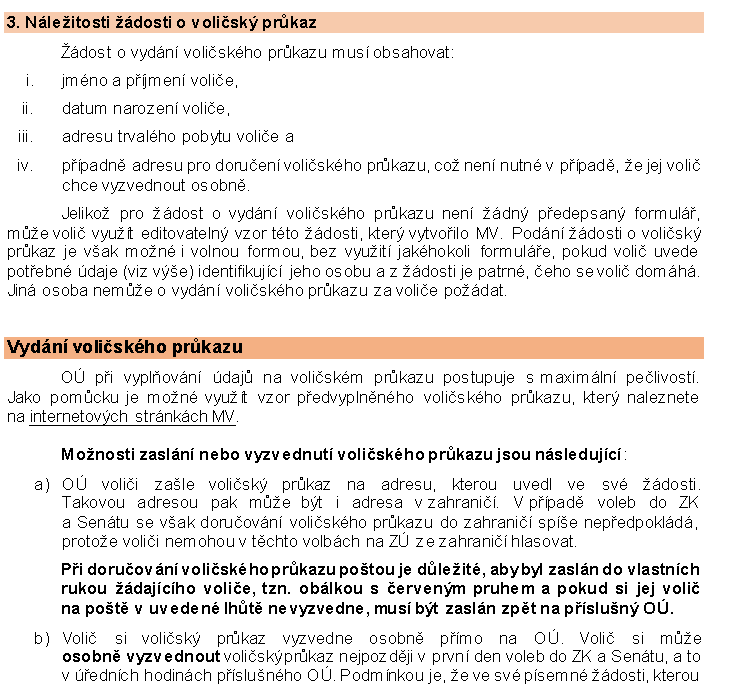 3. Náležitosti žádosti o voličský průkaz
Žádost o vydání voličského průkazu musí obsahovat:
i. jméno a příjmení voliče,
ii. datum narození voliče,
iii. adresu trvalého pobytu voliče a
iv. případně adresu pro doručení voličského průkazu, což není nutné v případě, že jej volič
chce vyzvednout osobně.
Jelikož pro žádost o vydání voličského průkazu není žádný předepsaný formulář,
může volič využít editovatelný vzor této žádosti, který vytvořilo MV. Podání žádosti o voličský
průkaz je však možné i volnou formou, bez využití jakéhokoli formuláře, pokud volič uvede
potřebné údaje (viz výše) identifikující jeho osobu a z žádosti je patrné, čeho se volič domáhá.
Jiná osoba nemůže o vydání voličského průkazu za voliče požádat.
Vydání voličského průkazu
OÚ při vyplňování údajů na voličském průkazu postupuje s maximální pečlivostí.
Jako pomůcku je možné využít vzor předvyplněného voličského průkazu, který naleznete
na internetových stránkách MV.
Možnosti zaslání nebo vyzvednutí voličského průkazu jsou následující:
a) OÚ voliči zašle voličský průkaz na adresu, kterou uvedl ve své žádosti.
Takovou adresou pak může být i adresa v zahraničí. V případě voleb do ZK
a Senátu se však doručování voličského průkazu do zahraničí spíše nepředpokládá,
protože voliči nemohou v těchto volbách na ZÚ ze zahraničí hlasovat.
Při doručování voličského průkazu poštou je důležité, aby byl zaslán do vlastních
rukou žádajícího voliče, tzn. obálkou s červeným pruhem a pokud si jej volič
na poště v uvedené lhůtě nevyzvedne, musí být zaslán zpět na příslušný OÚ.
b) Volič si voličský průkaz vyzvedne osobně přímo na OÚ. Volič si může
osobně vyzvednout voličský průkaz nejpozději v první den voleb do ZK a Senátu, a to
v úředních hodinách příslušného OÚ. Podmínkou je, že ve své písemné žádosti, kterou